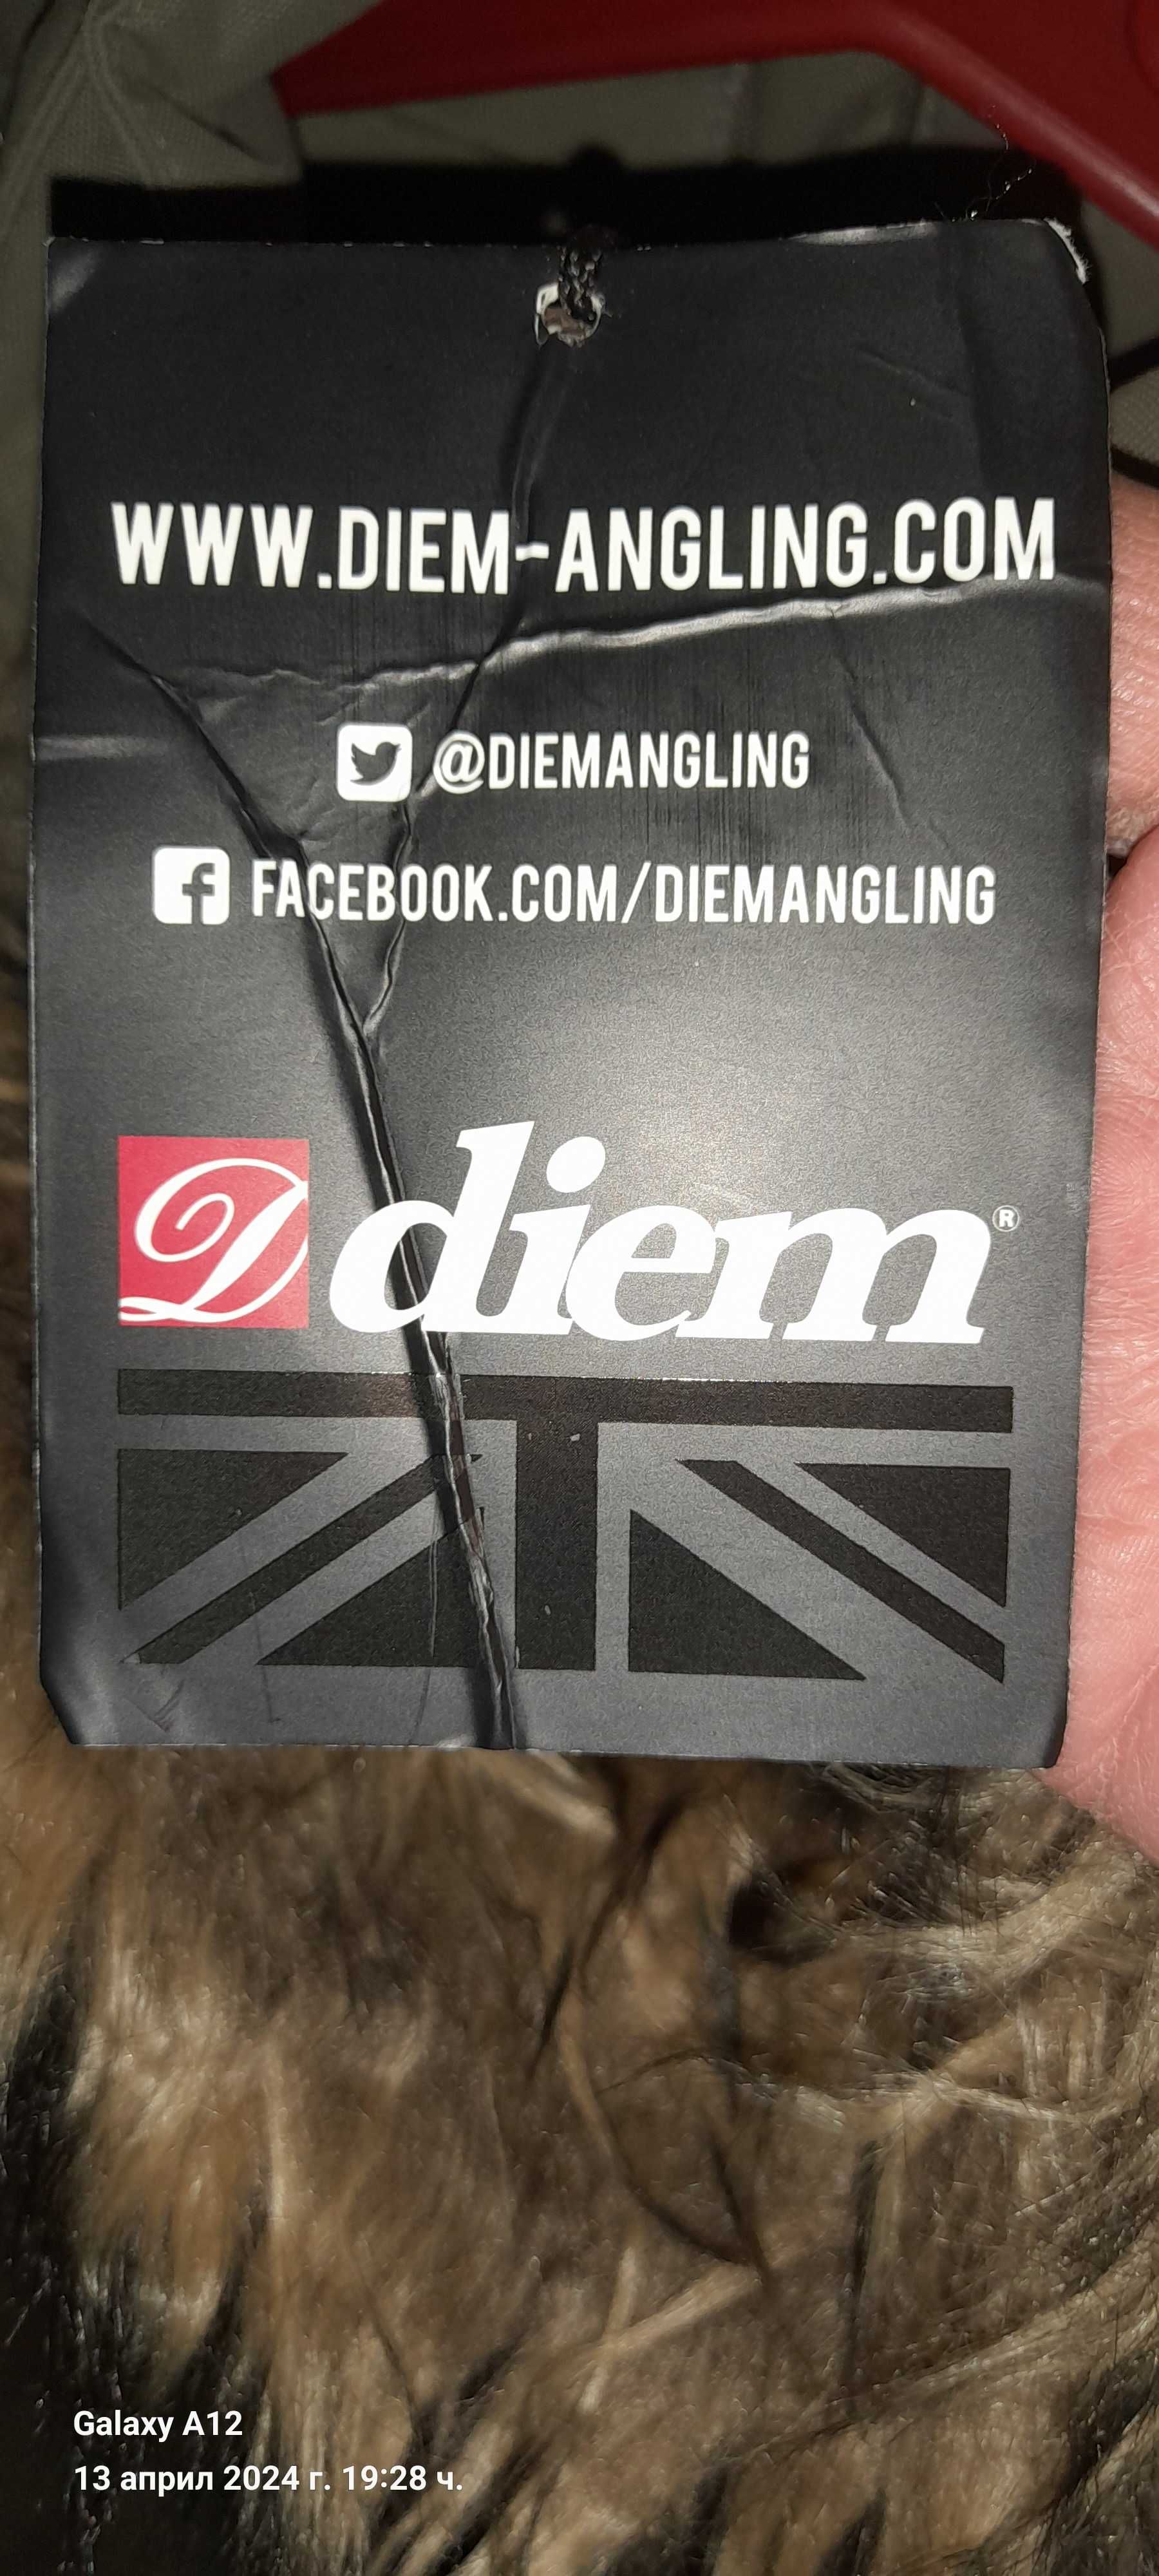 WWW.DIEM-ANGLING.COM
@DIEMANGLING
FACEBOOK.COM/DIEMANGLING
D diem®
Galaxy A12
13 април 2024 г. 19:28 ч.